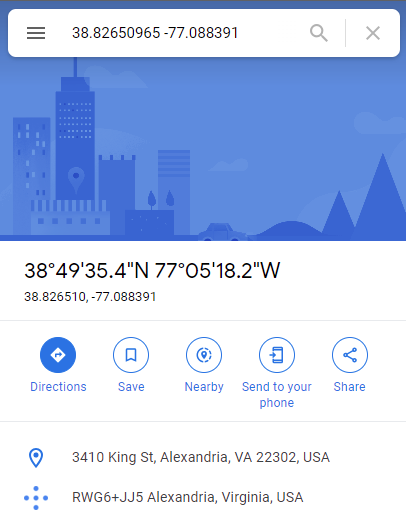 38.82650965 -77.088391
38°49'35.4"N 77°05'18.2"W
38.826510, -77.088391
Directions
Save
Nearby
Send to your
phone
Share
3410 King St, Alexandria, VA 22302, USA
RWG6+JJ5 Alexandria, Virginia, USA